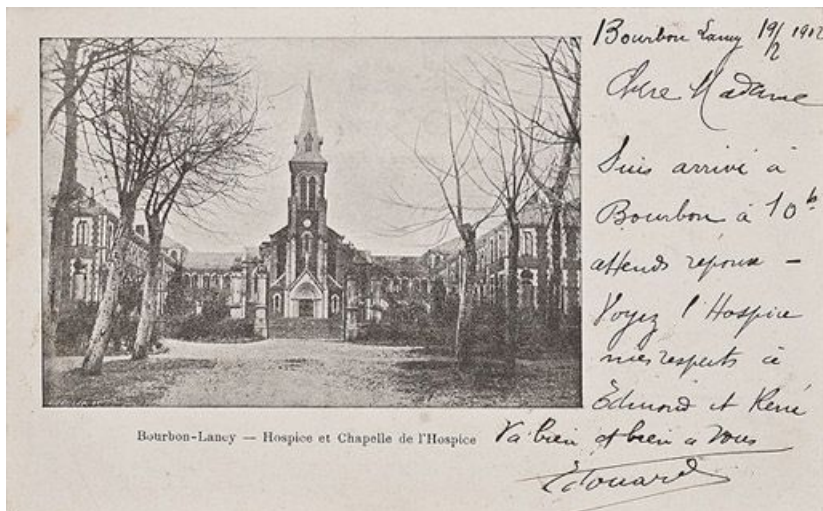 Bourbon Lancy 19/2 1902
Chère Madame
Suis arrivé à
Bourbon à 10h
attends réponse –
Voyez l'Hospice
mes respects à
Edmond et René
Va bien et bien à vous
Edouard
Bourbon-Lancy — Hospice et Chapelle de l'Hospice